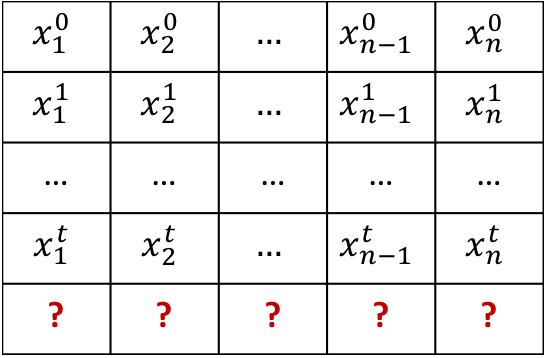 x_1^0 x_2^0 ... x_{n-1}^0 x_n^0
x_1^1 x_2^1 ... x_{n-1}^1 x_n^1
... ... ... ... ...
x_1^t x_2^t ... x_{n-1}^t x_n^t
? ? ? ? ?